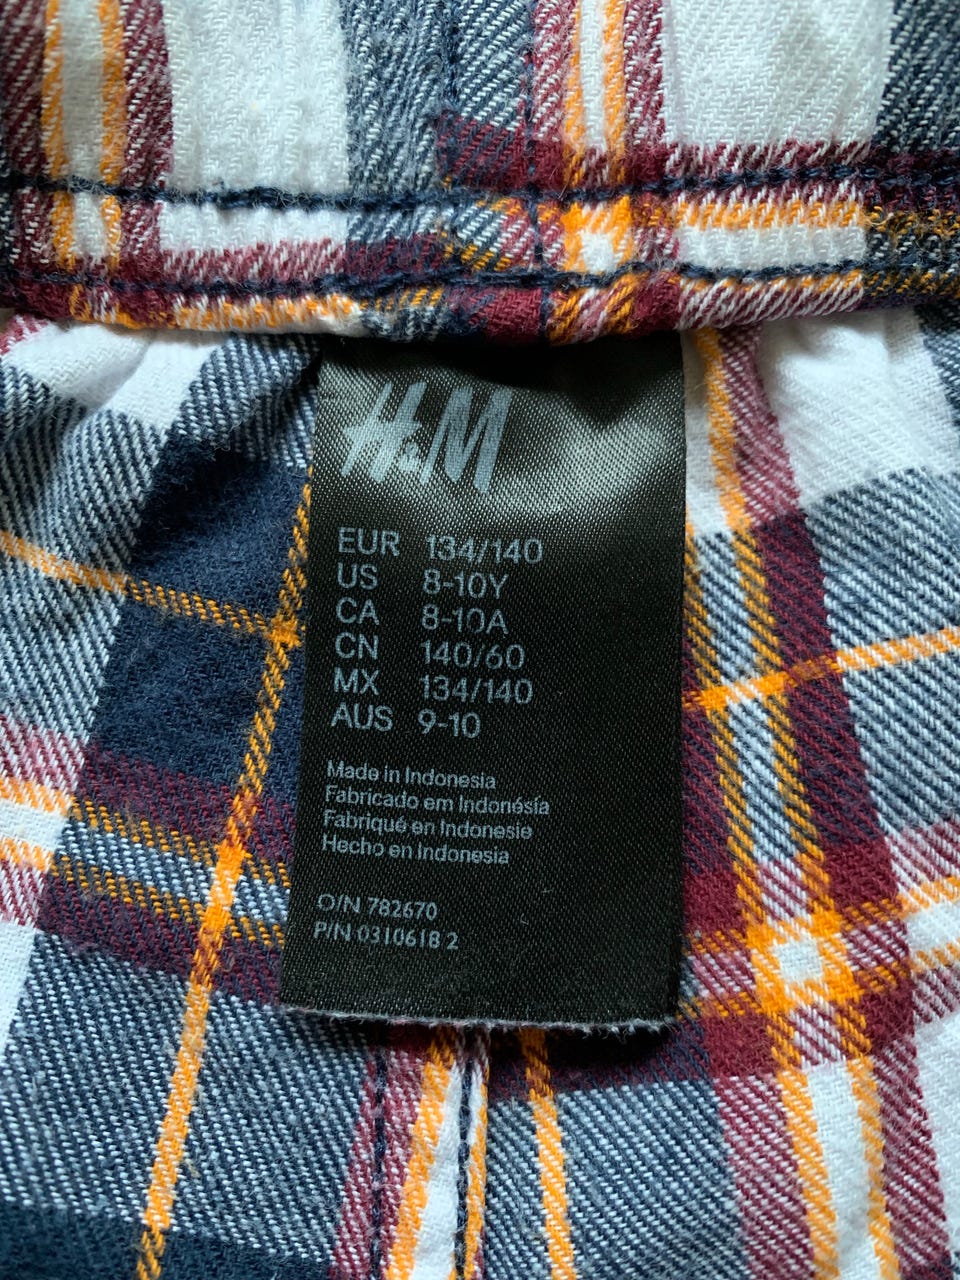 H&M
EUR 134/140
US 8-10Y
CA 8-10A
CN 140/60
MX 134/140
AUS 9-10
Made in Indonesia
Fabricado em Indonésia
Fabriqué en Indonesie
Hecho en Indonesia
O/N 782670
P/N 0310618 2